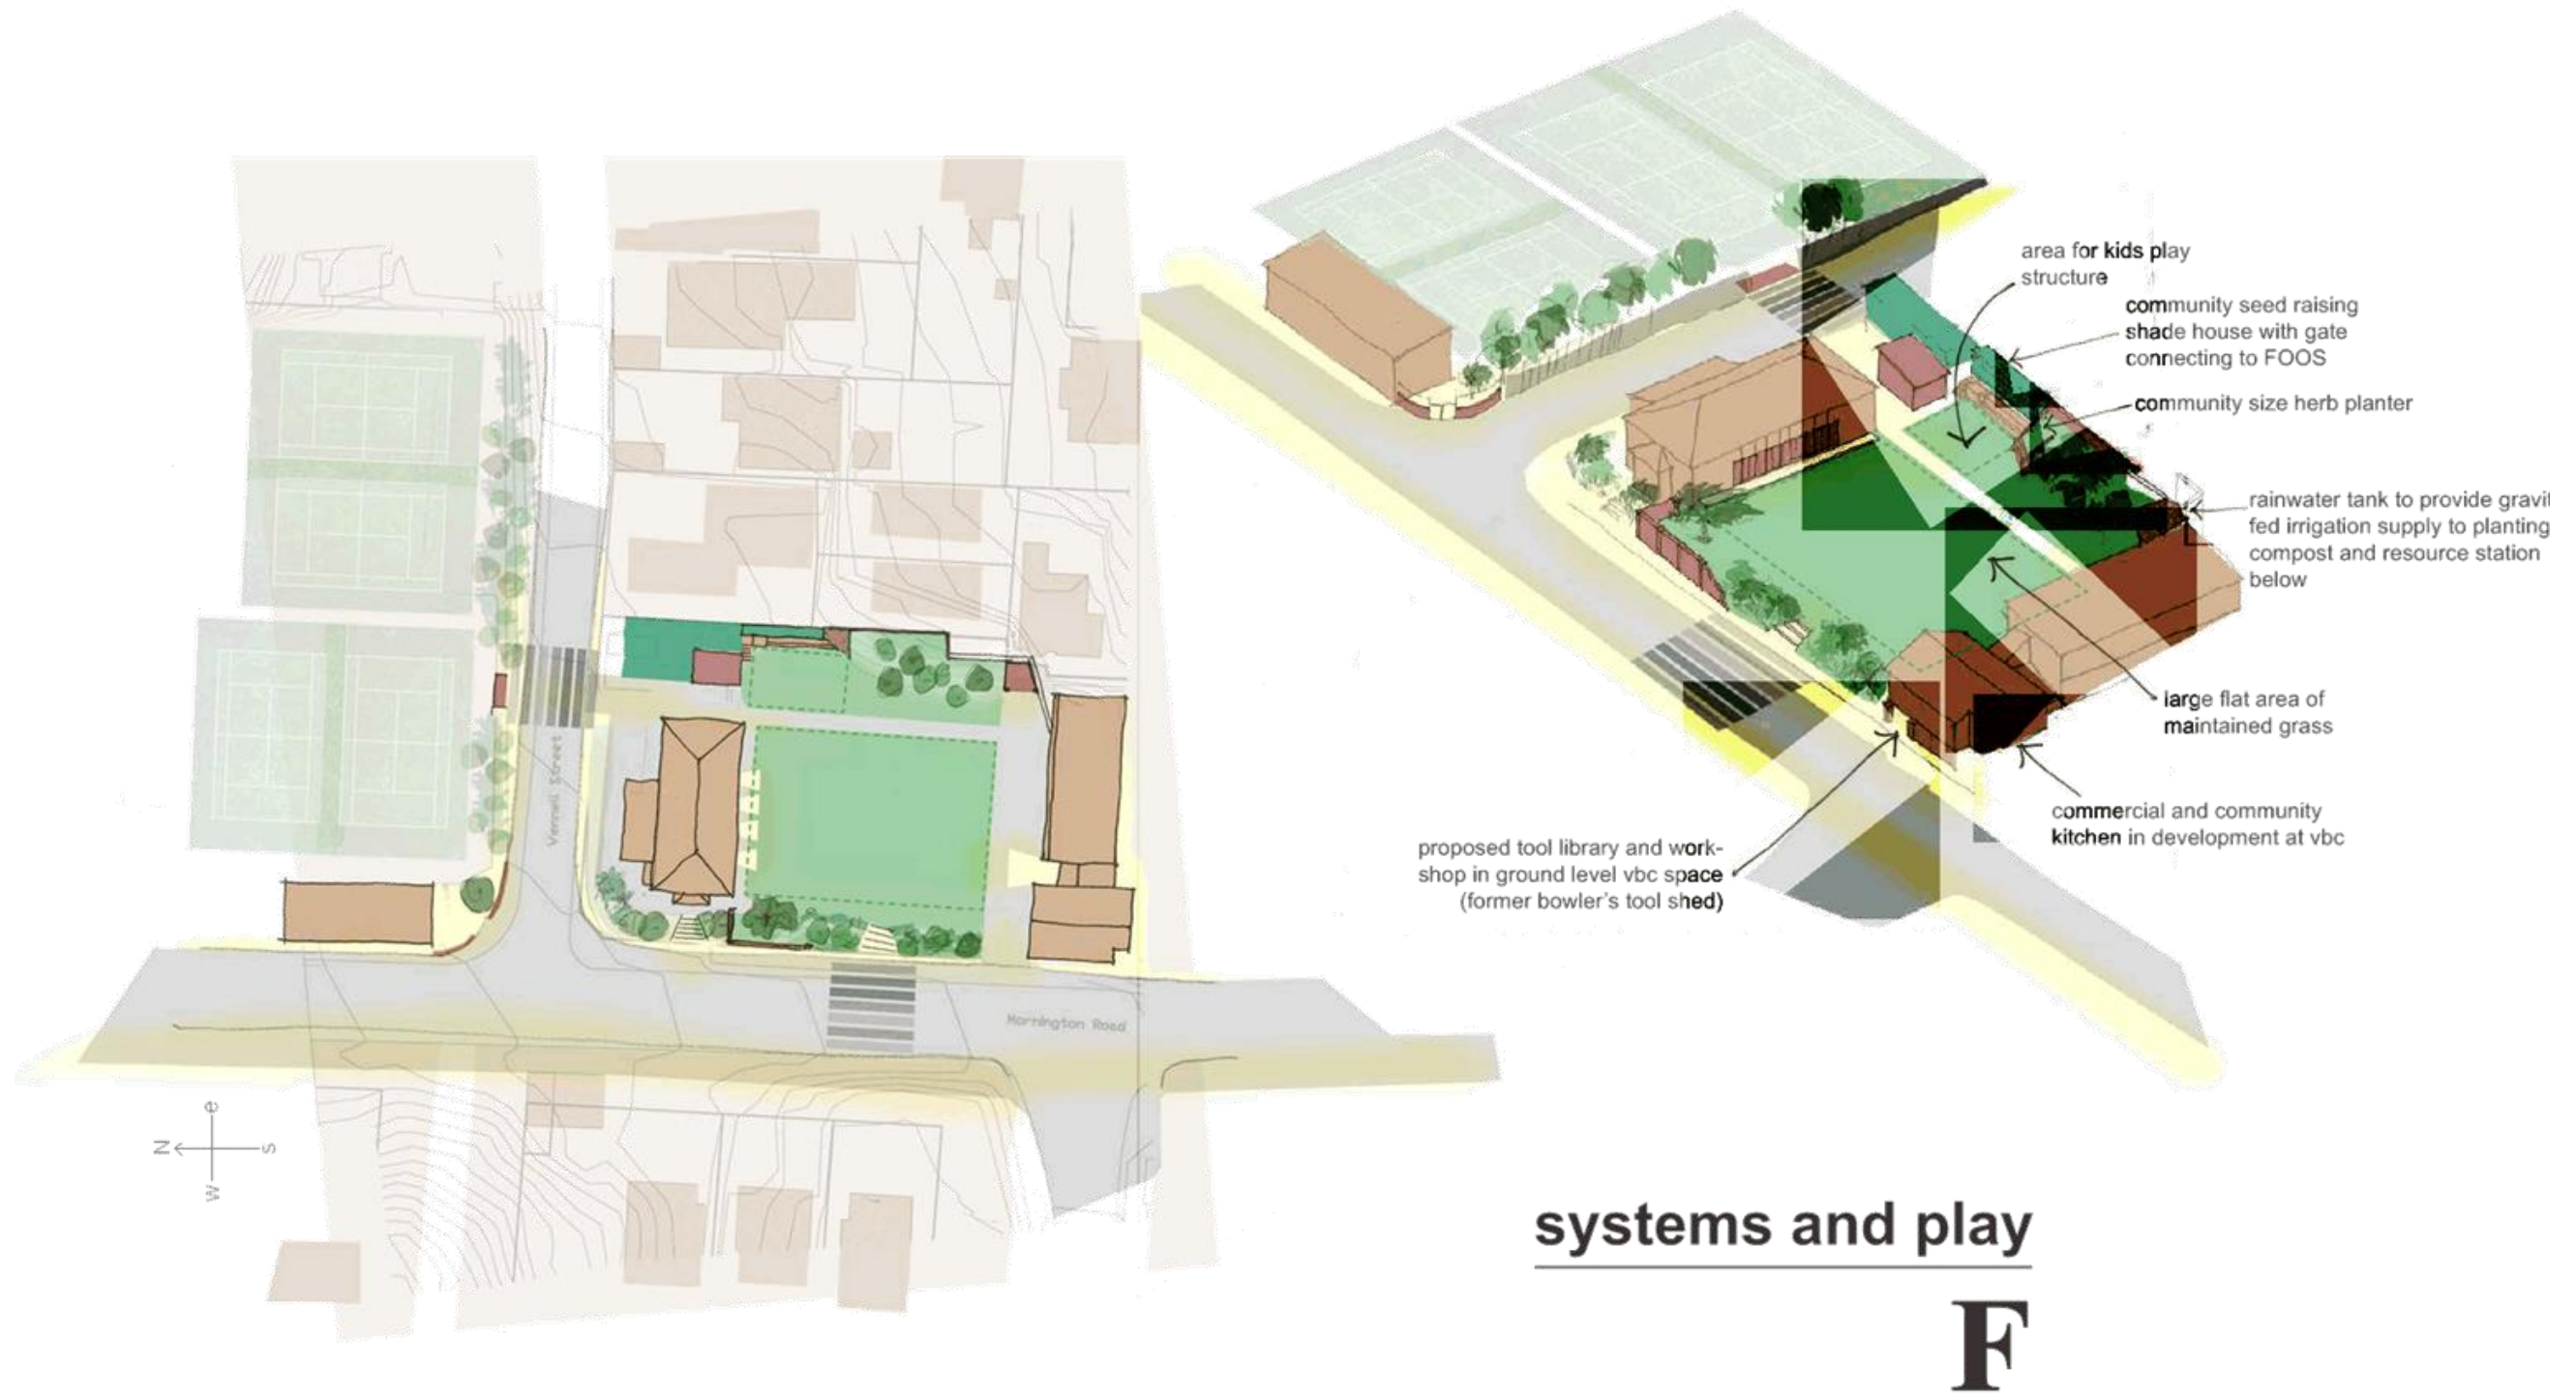 area for kids play
structure
community seed raising
shade house with gate
connecting to FOOS
community size herb planter
rainwater tank to provide gravit
fed irrigation supply to planting
compost and resource station
below
large flat area of
maintained grass
commercial and community
kitchen in development at vbc
proposed tool library and work-
shop in ground level vbc space
(former bowler's tool shed)
Vennel Street
Mornington Road
e
N
s
w
systems and play
F